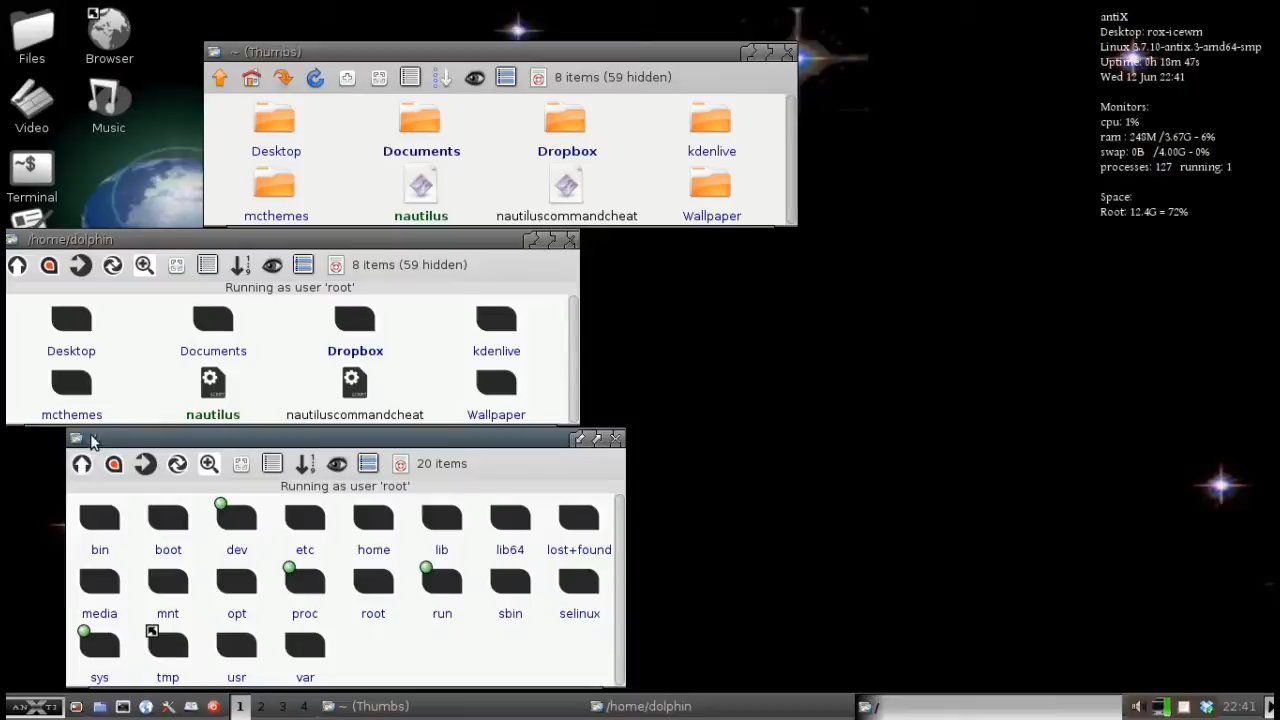 Files
Browser
Video
Music
~$
Terminal
~ (Thumbs)
8 items (59 hidden)
Desktop
Documents
Dropbox
kdenlive
mcthemes
nautilus
nautiluscommandcheat
Wallpaper
antiX
Desktop: rox-icewm
Linux 3.7.10-antix.3-amd64-smp
Uptime: 0h 18m 47s
Wed 12 Jun 22:41
Monitors:
cpu: 1%
ram : 248M /3.67G - 6%
swap: 0B /4.00G - 0%
processes: 127 running: 1
Space:
Root: 12.4G = 72%
/home/dolphin
8 items (59 hidden)
Running as user 'root'
Desktop
Documents
Dropbox
kdenlive
mcthemes
nautilus
nautiluscommandcheat
Wallpaper
20 items
Running as user 'root'
bin
boot
dev
etc
home
lib
lib64
lost+found
media
mnt
opt
proc
root
run
sbin
selinux
sys
tmp
usr
var
1 2 3 4
~ (Thumbs)
/home/dolphin
/
22:41